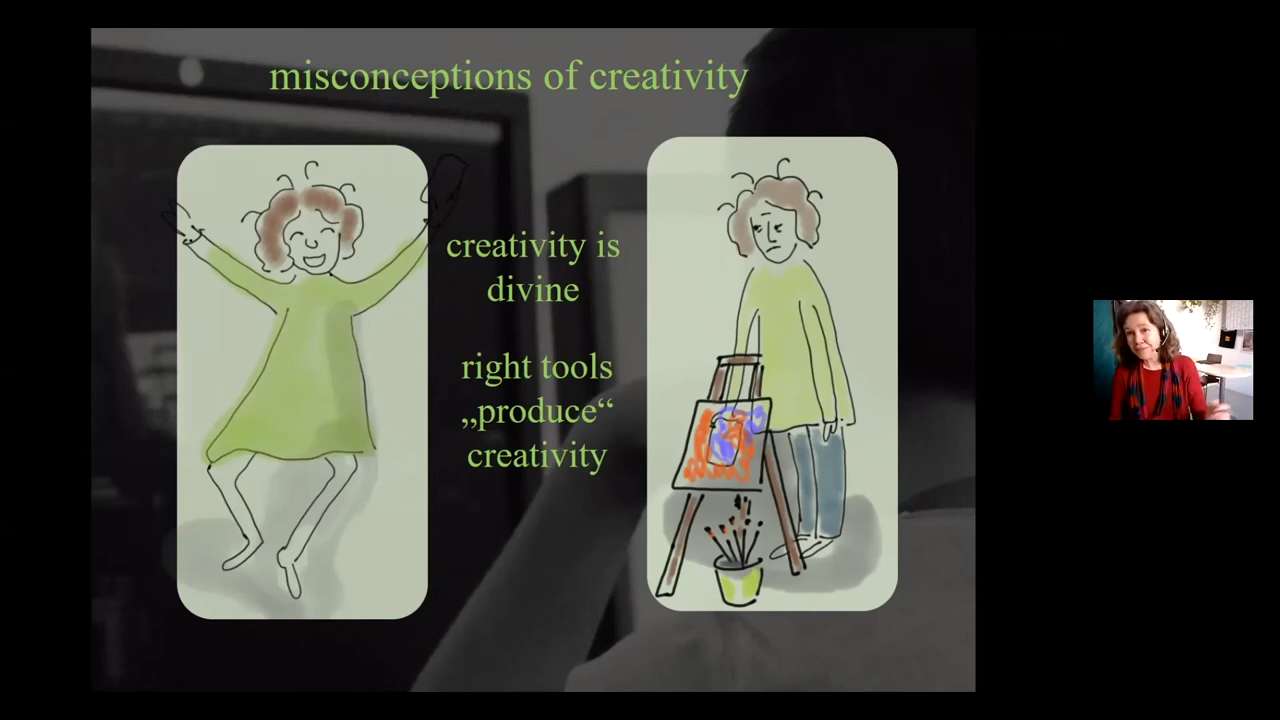 misconceptions of creativity
creativity is
divine
right tools
„produce“
creativity